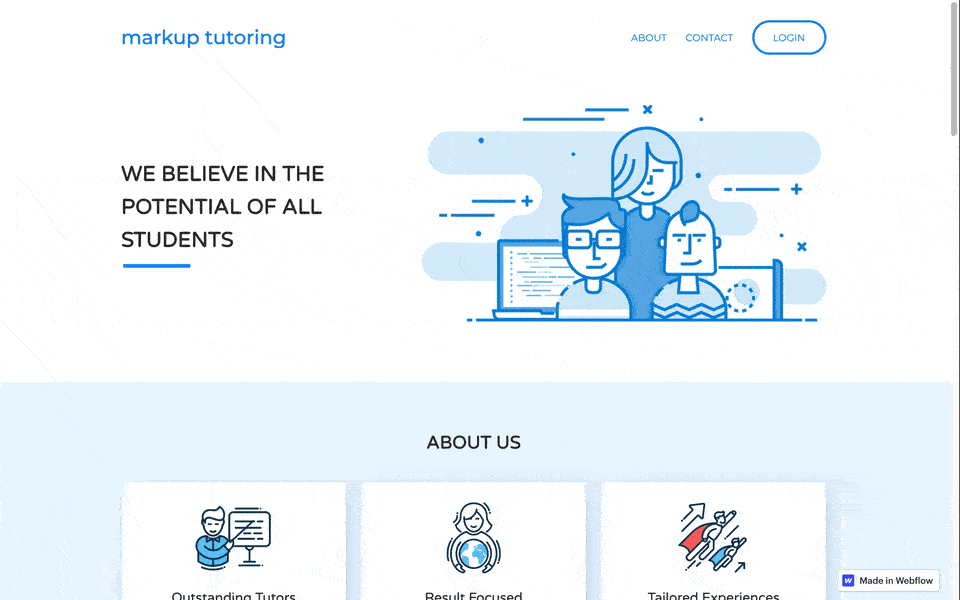 markup tutoring
ABOUT
CONTACT
LOGIN
WE BELIEVE IN THE
POTENTIAL OF ALL
STUDENTS
ABOUT US
Outstanding Tutors
Result Focused
Tailored Experiences
Made in Webflow